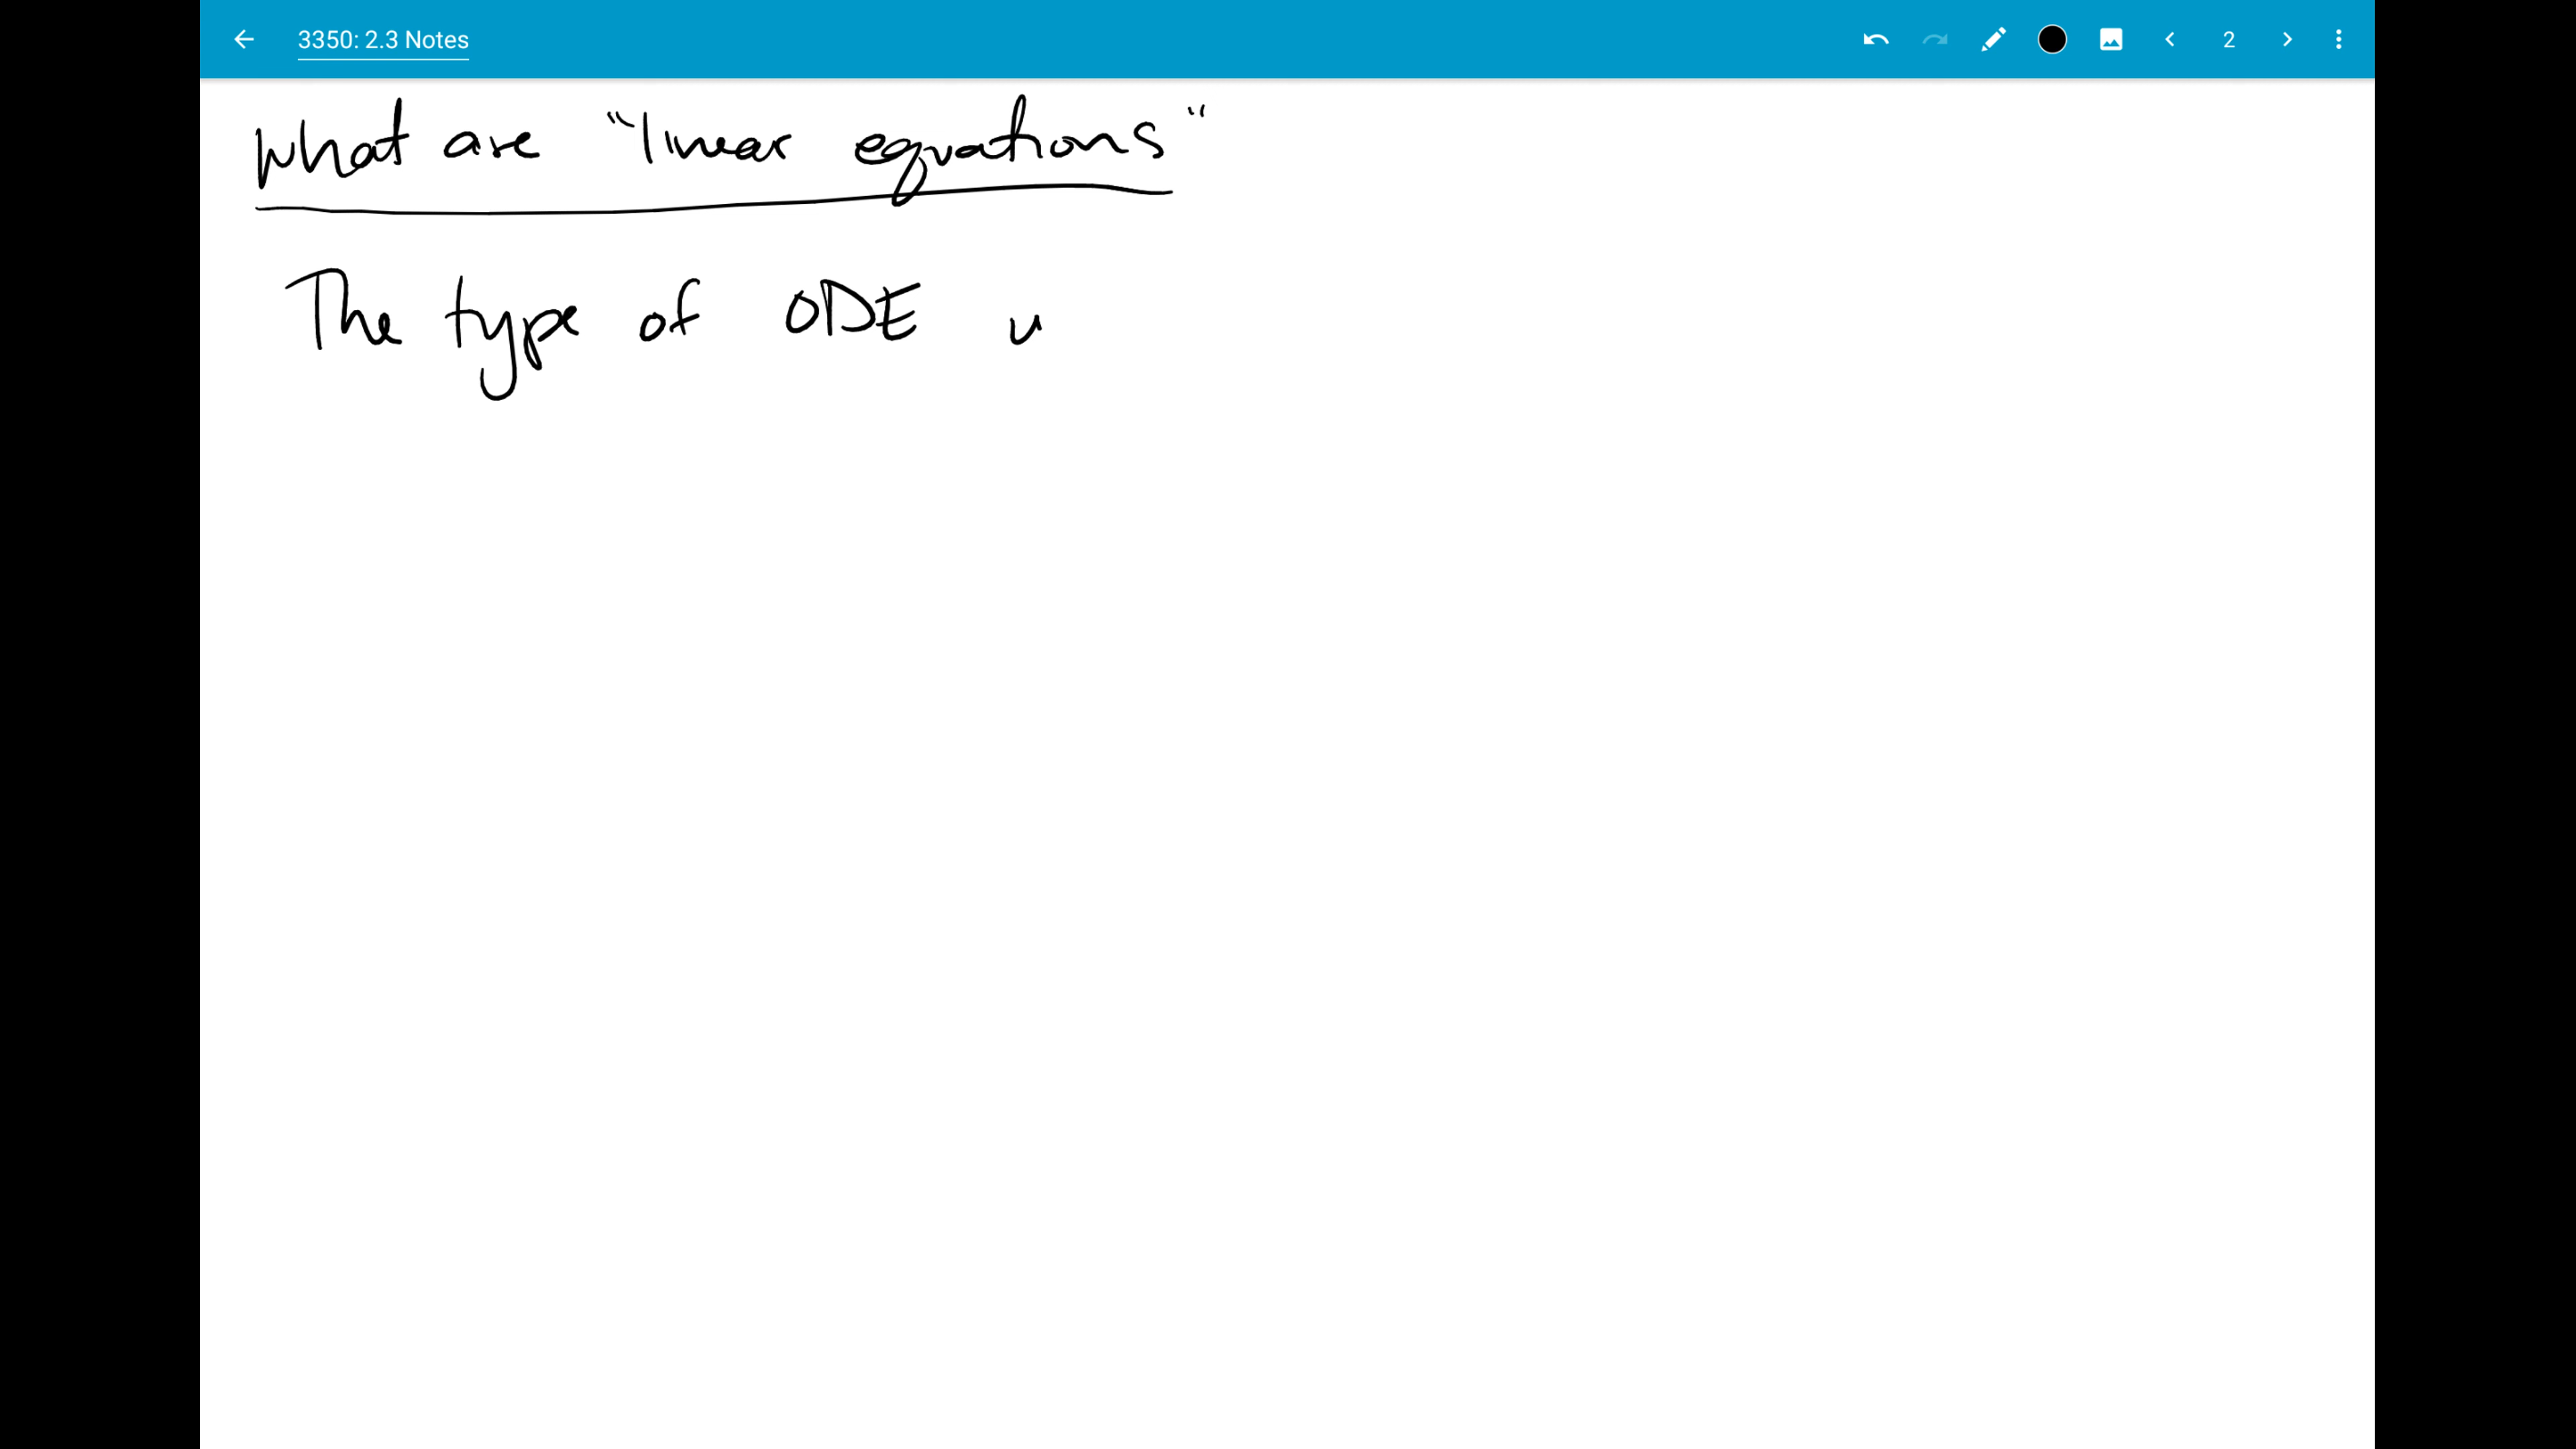 3350: 2.3 Notes
2
What are "linear equations"
The type of ODE